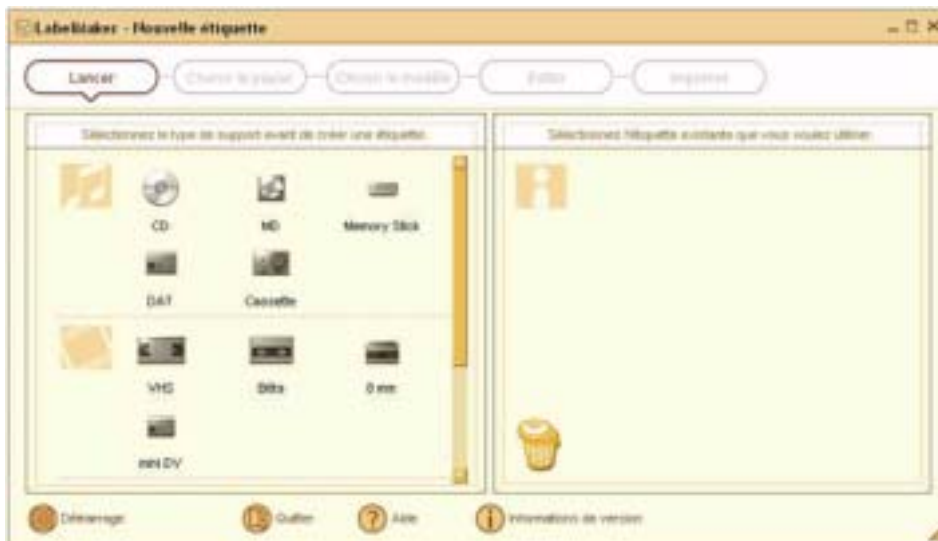 LabelMaker - Nouvelle étiquette
Lancer
Choisir le papier
Choisir le modèle
Editer
Imprimer
Sélectionnez le type de support avant de créer une étiquette.
Sélectionnez l'étiquette existante que vous voulez utiliser.
CD
MD
Memory Stick
DAT
Cassette
VHS
Bêta
8 mm
mini DV
Démarrage
Quitter
Aide
Informations de version